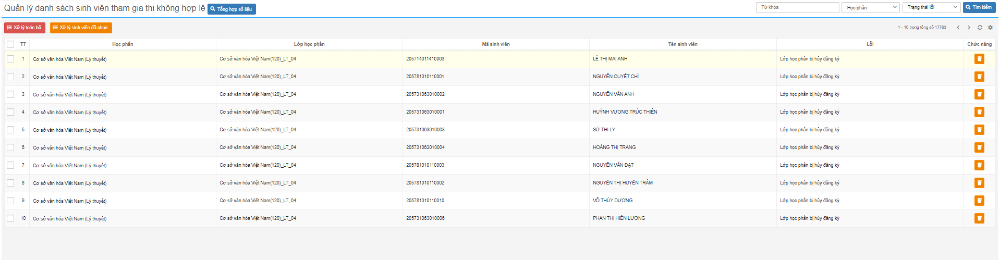 Quản lý danh sách sinh viên tham gia thi không hợp lệ Tổng hợp số liệu Từ khóa Học phần Trạng thái lỗi Tìm kiếm
Xử lý toàn bộ Xử lý sinh viên đã chọn 1 - 10 trong tổng số 17763
TT Học phần Lớp học phần Mã sinh viên Tên sinh viên Lỗi Chức năng
1 Cơ sở văn hóa Việt Nam (Lý thuyết) Cơ sở văn hóa Việt Nam(120)_LT_04 205714011410003 LÊ THỊ MAI ANH Lớp học phần bị hủy đăng ký
2 Cơ sở văn hóa Việt Nam (Lý thuyết) Cơ sở văn hóa Việt Nam(120)_LT_04 205781010110001 NGUYỄN QUYẾT CHÍ Lớp học phần bị hủy đăng ký
3 Cơ sở văn hóa Việt Nam (Lý thuyết) Cơ sở văn hóa Việt Nam(120)_LT_04 205731063010002 NGUYỄN VÂN ANH Lớp học phần bị hủy đăng ký
4 Cơ sở văn hóa Việt Nam (Lý thuyết) Cơ sở văn hóa Việt Nam(120)_LT_04 205731063010001 HUỲNH VƯƠNG TRÚC THIÊN Lớp học phần bị hủy đăng ký
5 Cơ sở văn hóa Việt Nam (Lý thuyết) Cơ sở văn hóa Việt Nam(120)_LT_04 205731063010003 SỬ THỊ LY Lớp học phần bị hủy đăng ký
6 Cơ sở văn hóa Việt Nam (Lý thuyết) Cơ sở văn hóa Việt Nam(120)_LT_04 205731063010004 HOÀNG THỊ TRANG Lớp học phần bị hủy đăng ký
7 Cơ sở văn hóa Việt Nam (Lý thuyết) Cơ sở văn hóa Việt Nam(120)_LT_04 205781010110003 NGUYỄN VĂN ĐẠT Lớp học phần bị hủy đăng ký
8 Cơ sở văn hóa Việt Nam (Lý thuyết) Cơ sở văn hóa Việt Nam(120)_LT_04 205781010110002 NGUYỄN THỊ HUYỀN TRÂM Lớp học phần bị hủy đăng ký
9 Cơ sở văn hóa Việt Nam (Lý thuyết) Cơ sở văn hóa Việt Nam(120)_LT_04 205781010110010 VÕ THÙY DƯƠNG Lớp học phần bị hủy đăng ký
10 Cơ sở văn hóa Việt Nam (Lý thuyết) Cơ sở văn hóa Việt Nam(120)_LT_04 205731063010006 PHAN THỊ HIỀN LƯƠNG Lớp học phần bị hủy đăng ký